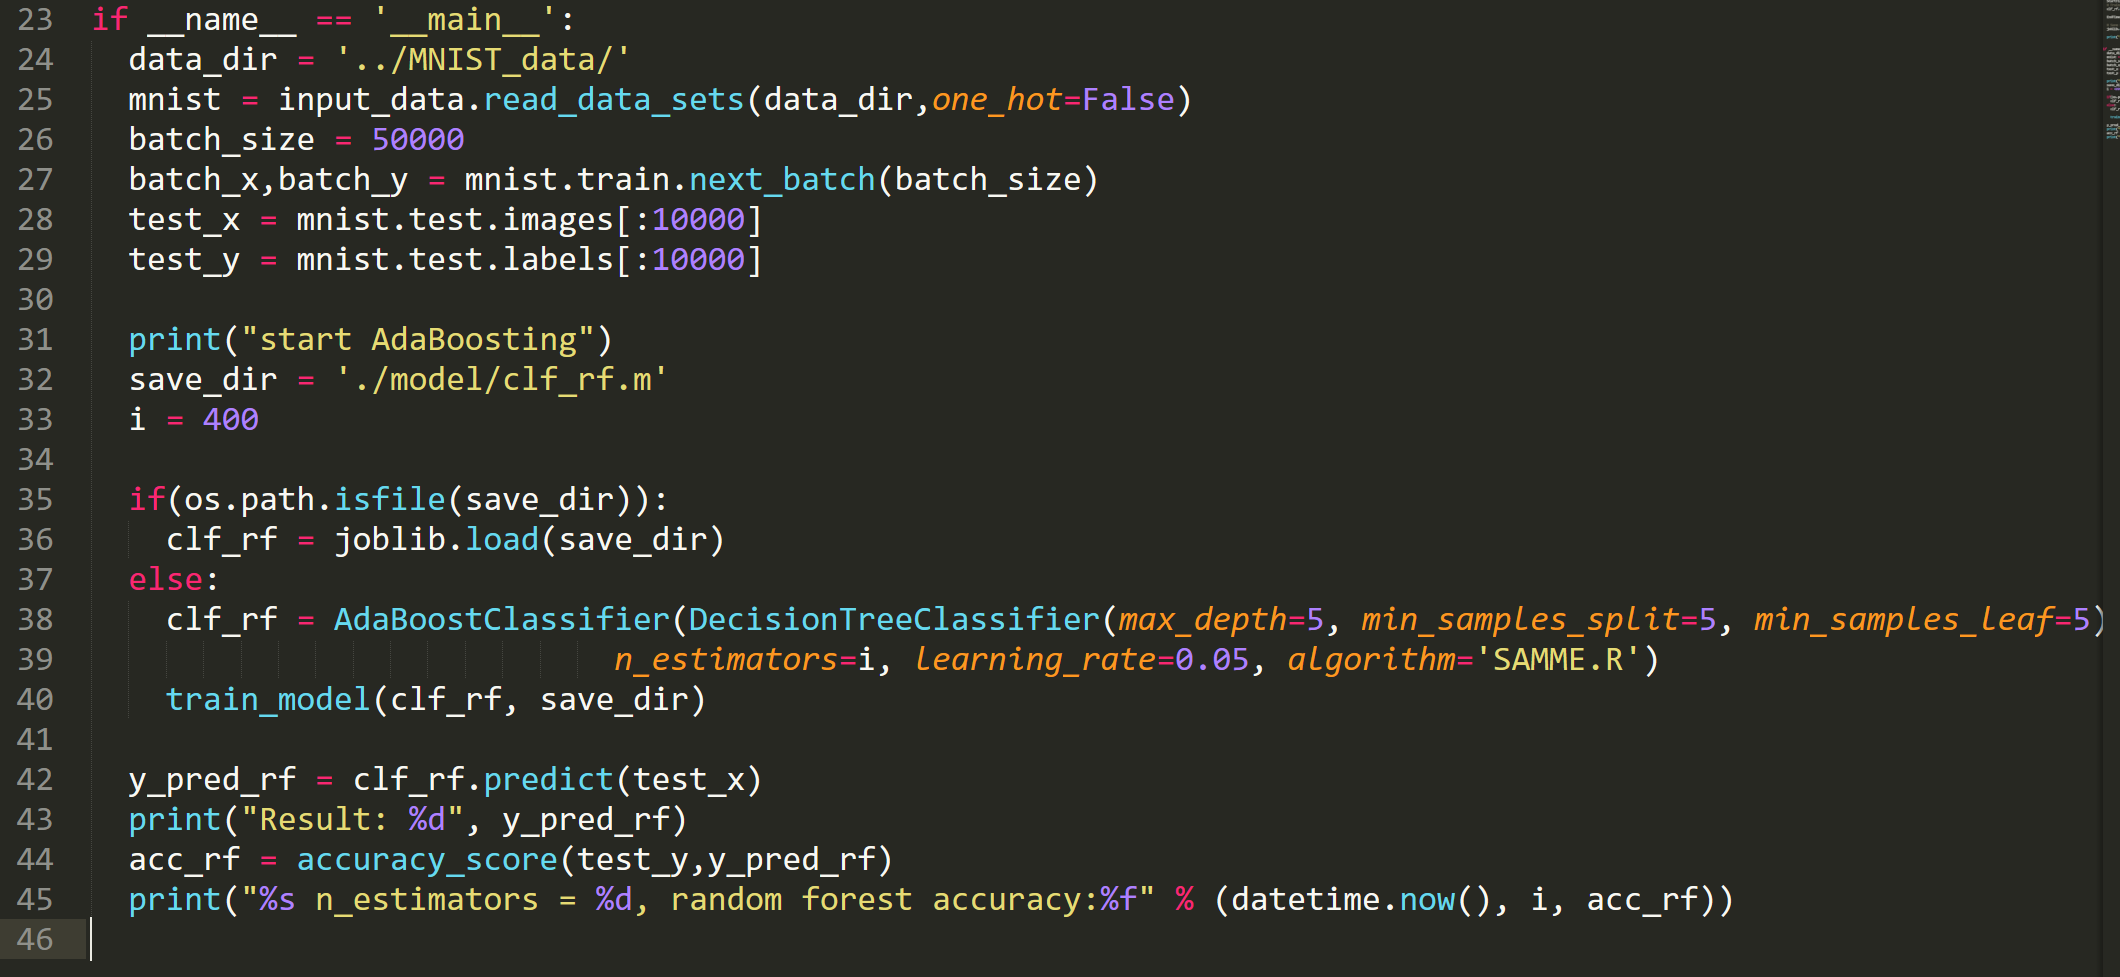 23 if __name__ == '__main__':
24 data_dir = '../MNIST_data/'
25 mnist = input_data.read_data_sets(data_dir,one_hot=False)
26 batch_size = 50000
27 batch_x,batch_y = mnist.train.next_batch(batch_size)
28 test_x = mnist.test.images[:10000]
29 test_y = mnist.test.labels[:10000]
30
31 print("start AdaBoosting")
32 save_dir = './model/clf_rf.m'
33 i = 400
34
35 if(os.path.isfile(save_dir)):
36 clf_rf = joblib.load(save_dir)
37 else:
38 clf_rf = AdaBoostClassifier(DecisionTreeClassifier(max_depth=5, min_samples_split=5, min_samples_leaf=5)
39 n_estimators=i, learning_rate=0.05, algorithm='SAMME.R')
40 train_model(clf_rf, save_dir)
41
42 y_pred_rf = clf_rf.predict(test_x)
43 print("Result: %d", y_pred_rf)
44 acc_rf = accuracy_score(test_y,y_pred_rf)
45 print("%s n_estimators = %d, random forest accuracy:%f" % (datetime.now(), i, acc_rf))
46